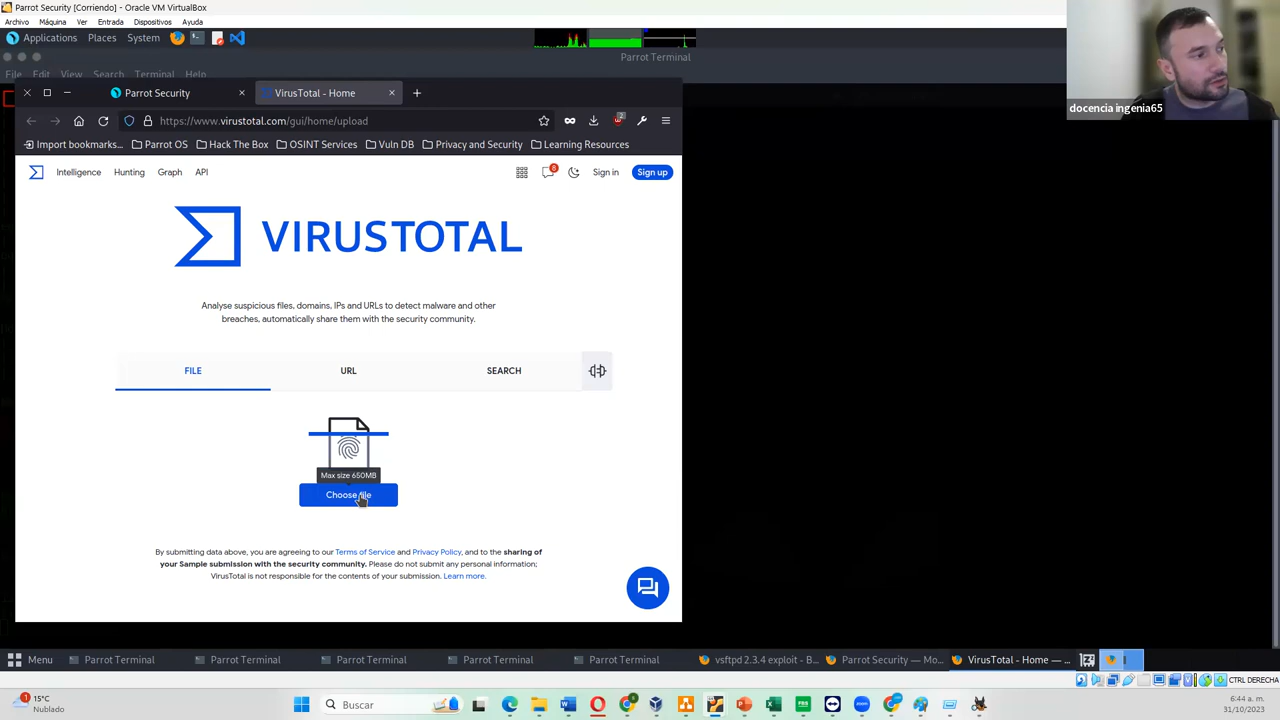 Parrot Security [Corriendo] - Oracle VM VirtualBox
Archivo Máquina Ver Entrada Dispositivos Ayuda
Applications Places System
Parrot Terminal
File Edit View Search Terminal Help
docencia ingenia65
Parrot Security
VirusTotal - Home
https://www.virustotal.com/gui/home/upload
2
Import bookmarks... Parrot OS Hack The Box OSINT Services Vuln DB Privacy and Security Learning Resources
Intelligence Hunting Graph API
6
Sign in Sign up
VIRUSTOTAL
Analyse suspicious files, domains, IPs and URLs to detect malware and other
breaches, automatically share them with the security community.
FILE URL SEARCH
Max size 650MB
Choose file
By submitting data above, you are agreeing to our Terms of Service and Privacy Policy, and to the sharing of
your Sample submission with the security community. Please do not submit any personal information;
VirusTotal is not responsible for the contents of your submission. Learn more.
Menu Parrot Terminal Parrot Terminal Parrot Terminal Parrot Terminal Parrot Terminal vsftpd 2.3.4 exploit - B... Parrot Security — Mo... VirusTotal - Home — ...
CTRL DERECHA
1
15°C
Nublado
Buscar
6:44 a.m.
31/10/2023